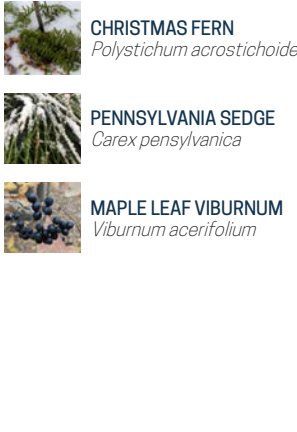 CHRISTMAS FERN
Polystichum acrostichoide
PENNSYLVANIA SEDGE
Carex pensylvanica
MAPLE LEAF VIBURNUM
Viburnum acerifolium